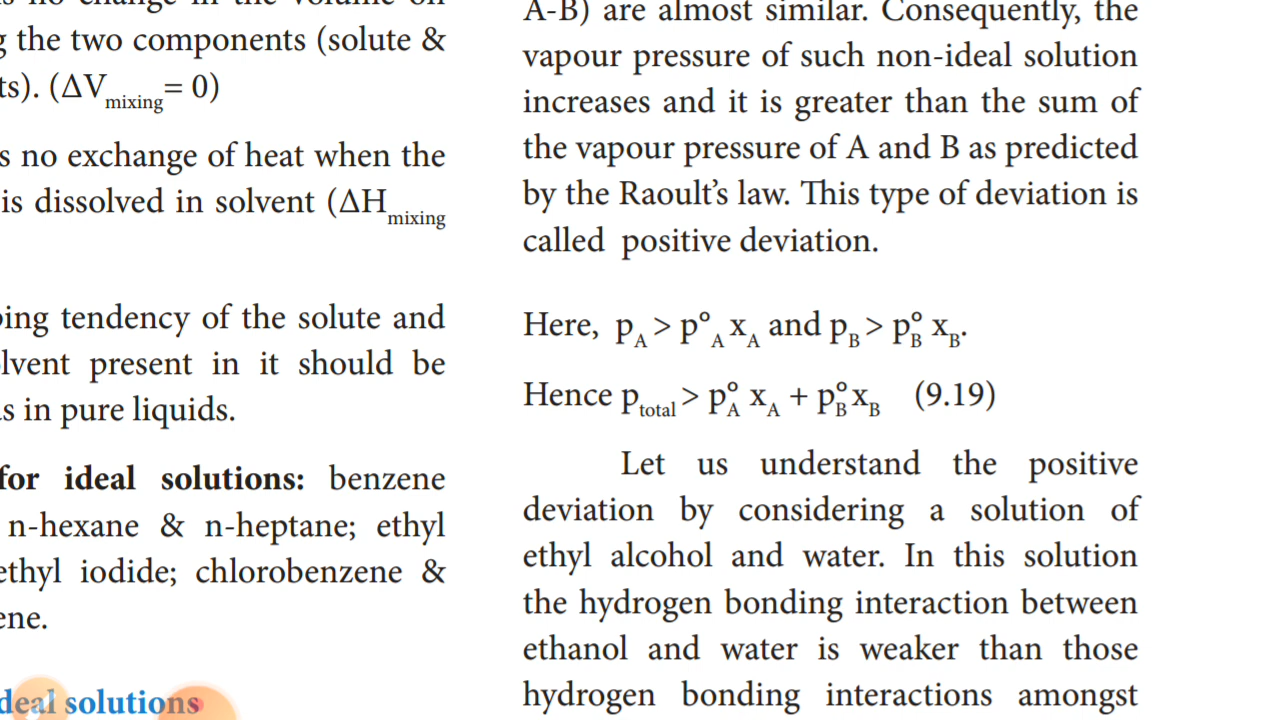 s no change in the volume on
g the two components (solute &
ts). (ΔVmixing= 0)
s no exchange of heat when the
is dissolved in solvent (ΔHmixing
ping tendency of the solute and
lvent present in it should be
s in pure liquids.
for ideal solutions: benzene
n-hexane & n-heptane; ethyl
ethyl iodide; chlorobenzene &
ene.
deal solutions
A-B) are almost similar. Consequently, the
vapour pressure of such non-ideal solution
increases and it is greater than the sum of
the vapour pressure of A and B as predicted
by the Raoult’s law. This type of deviation is
called positive deviation.
Here, pA > p°A xA and pB > p°B xB.
Hence ptotal > p°A xA + p°B xB (9.19)
Let us understand the positive
deviation by considering a solution of
ethyl alcohol and water. In this solution
the hydrogen bonding interaction between
ethanol and water is weaker than those
hydrogen bonding interactions amongst